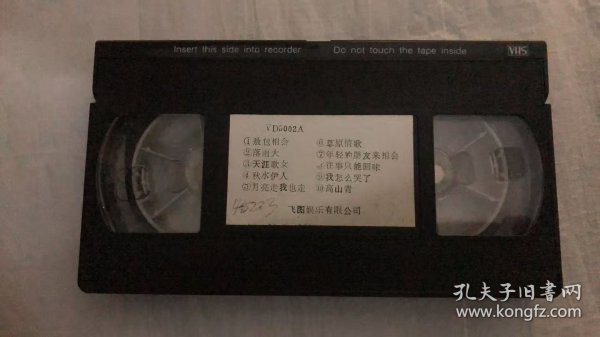 Insert this side into recorder
Do not touch the tape inside
VHS
VD5002A
①敖包相会 ⑥草原情歌
②落雨大 ⑦年轻的朋友来相会
③天涯歌女 ⑧往事只能回味
④秋水伊人 ⑨我怎么哭了
⑤月亮走我也走 ⑩高山青
飞图娱乐有限公司
孔夫子旧书网
www.kongfz.com